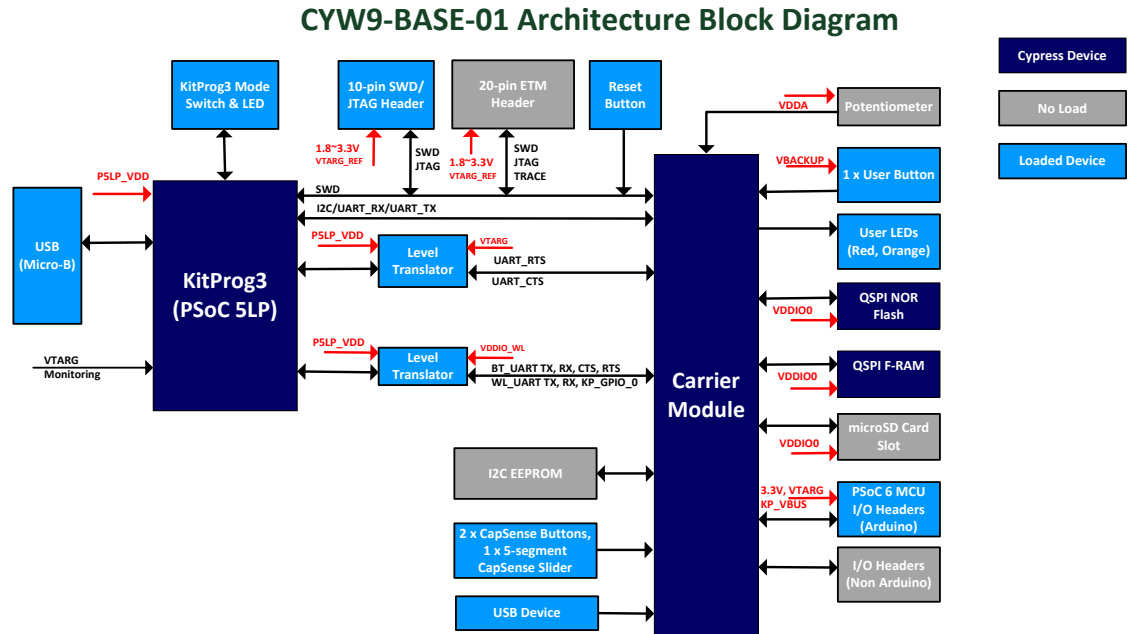 CYW9-BASE-01 Architecture Block Diagram
Cypress Device
No Load
Loaded Device
KitProg3 Mode
Switch & LED
10-pin SWD/
JTAG Header
20-pin ETM
Header
Reset
Button
Potentiometer
VDDA
1.8~3.3V
VTARG_REF
SWD
JTAG
1.8~3.3V
VTARG_REF
SWD
JTAG
TRACE
VBACKUP
1 x User Button
P5LP_VDD
SWD
I2C/UART_RX/UART_TX
USB
(Micro-B)
KitProg3
(PSoC 5LP)
P5LP_VDD
Level
Translator
VTARG
UART_RTS
UART_CTS
User LEDs
(Red, Orange)
QSPI NOR
Flash
VDDIO0
VTARG
Monitoring
P5LP_VDD
Level
Translator
VDDIO_WL
BT_UART TX, RX, CTS, RTS
WL_UART TX, RX, KP_GPIO_0
Carrier
Module
QSPI F-RAM
VDDIO0
microSD Card
Slot
VDDIO0
I2C EEPROM
3.3V, VTARG
KP_VBUS
PSoC 6 MCU
I/O Headers
(Arduino)
2 x CapSense Buttons,
1 x 5-segment
CapSense Slider
I/O Headers
(Non Arduino)
USB Device